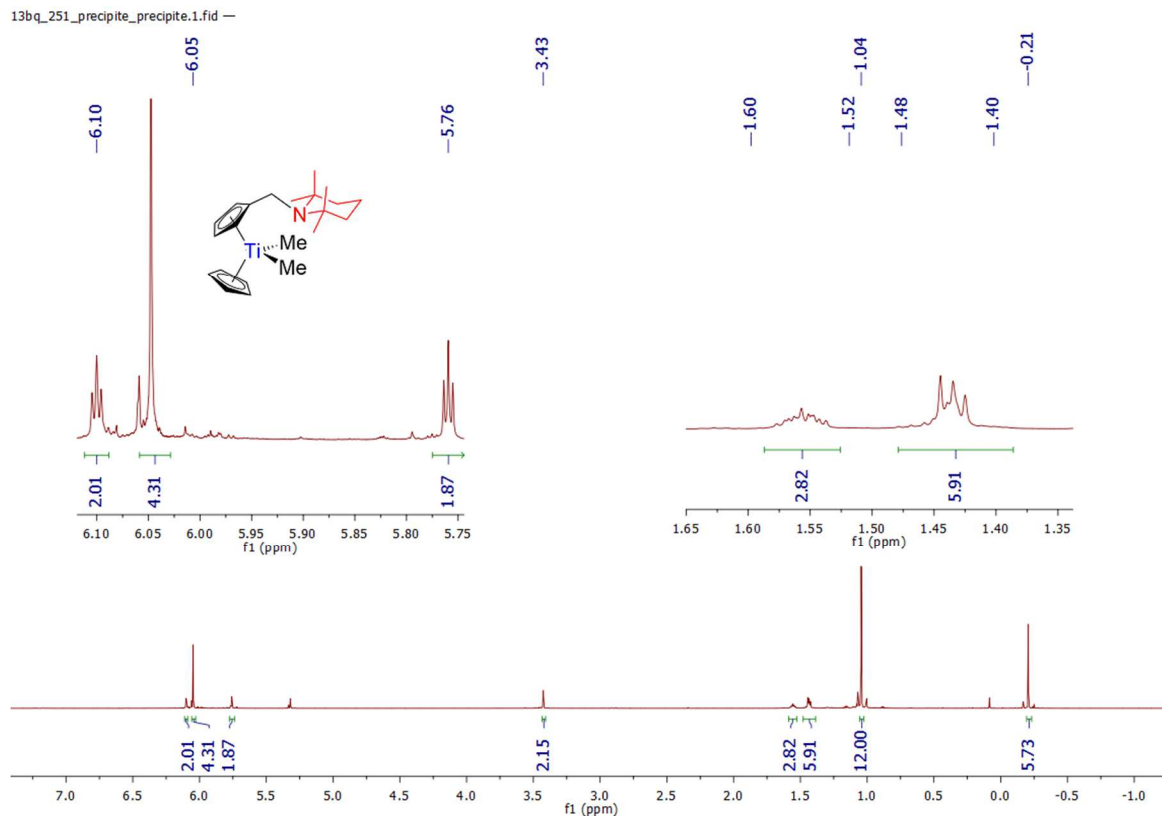 13bq_251_precipite_precipite.1.fid —
6.10
6.05
5.76
3.43
1.60
1.52
1.04
1.48
1.40
-0.21
N
Ti
Me
Me
2.01
4.31
1.87
6.10 6.05 6.00 5.95 5.90 5.85 5.80 5.75
f1 (ppm)
2.82
5.91
1.65 1.60 1.55 1.50 1.45 1.40 1.35
f1 (ppm)
2.01
4.31
1.87
2.15
2.82
5.91
12.00
5.73
7.0 6.5 6.0 5.5 5.0 4.5 4.0 3.5 3.0 2.5 2.0 1.5 1.0 0.5 0.0 -0.5 -1.0
f1 (ppm)